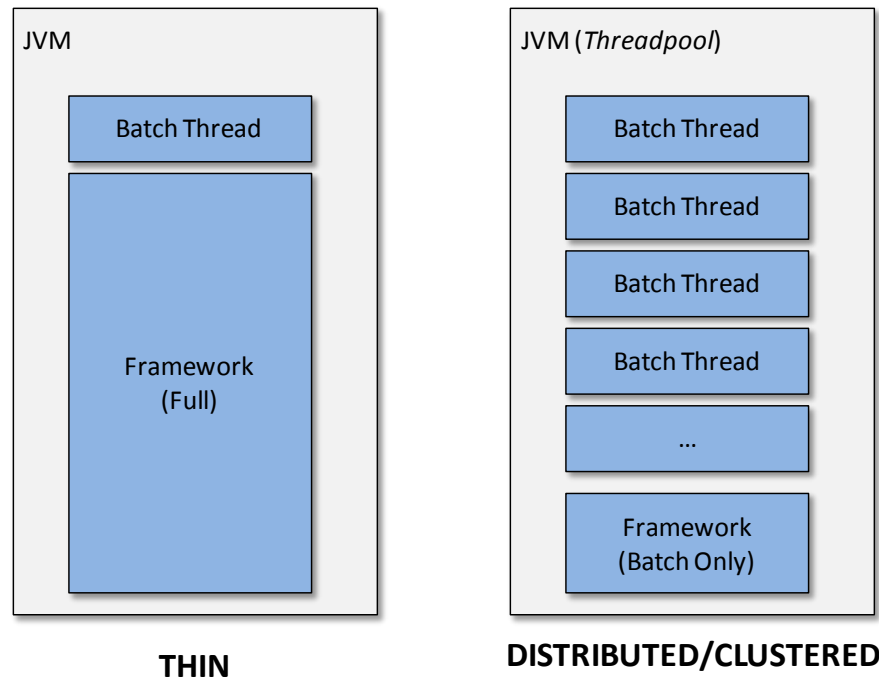 JVM
Batch Thread
Framework
(Full)
THIN
JVM (Threadpool)
Batch Thread
Batch Thread
Batch Thread
Batch Thread
...
Framework
(Batch Only)
DISTRIBUTED/CLUSTERED